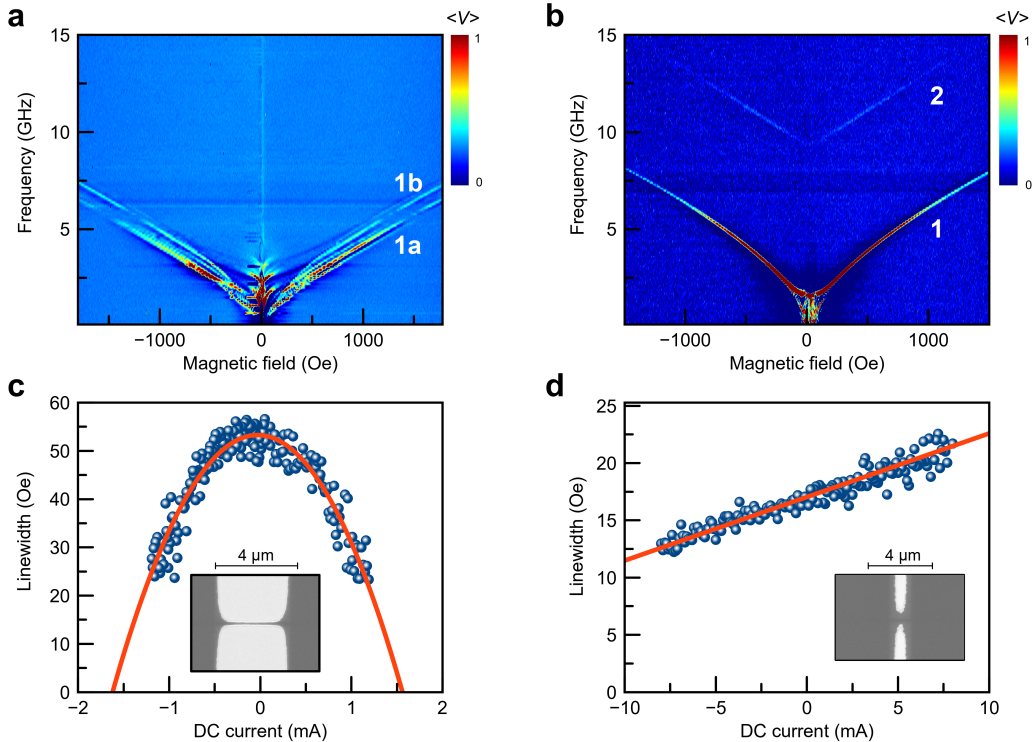 a
<V>
15
10
5
Frequency (GHz)
−1000
0
1000
Magnetic field (Oe)
1
0
1b
1a
b
<V>
15
10
5
Frequency (GHz)
−1000
0
1000
Magnetic field (Oe)
1
0
2
1
c
60
50
40
30
20
10
0
Linewidth (Oe)
−2
−1
0
1
2
DC current (mA)
4 µm
d
25
20
15
10
5
0
Linewidth (Oe)
−10
−5
0
5
10
DC current (mA)
4 µm